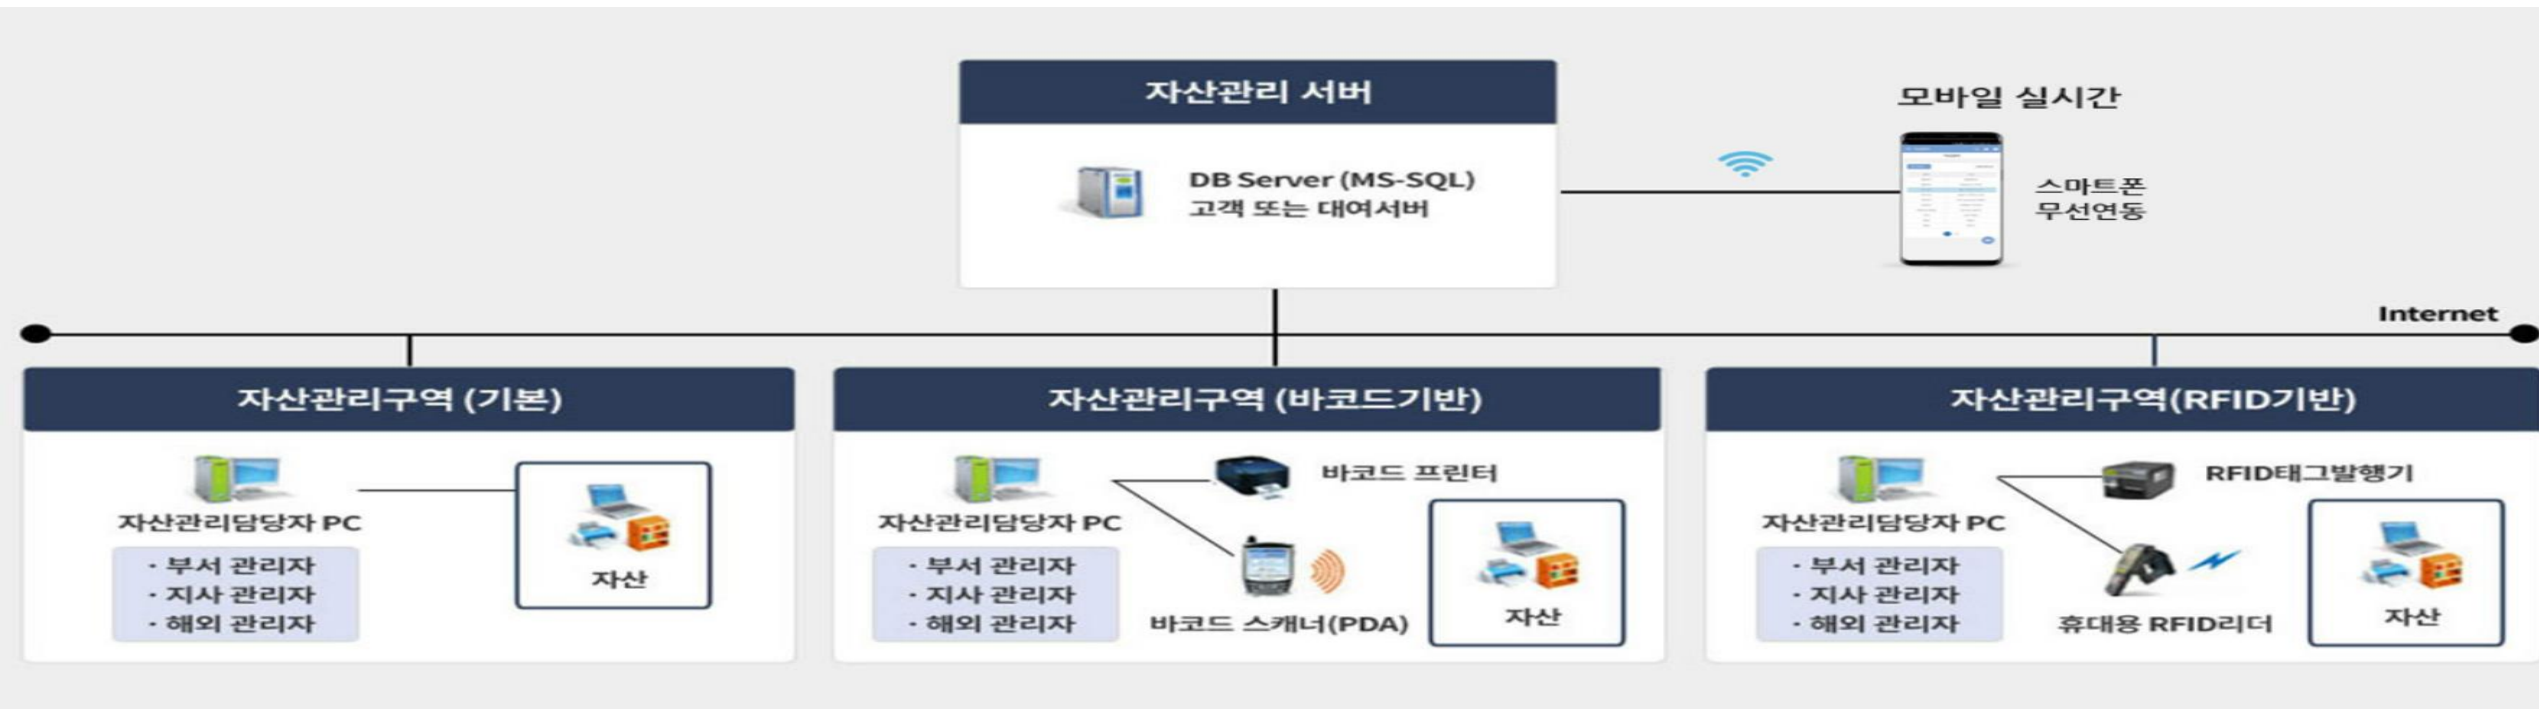 자산관리 서버
DB Server (MS-SQL)
고객 또는 대여서버
모바일 실시간
스마트폰
무선연동
Internet
자산관리구역 (기본)
자산관리담당자 PC
· 부서 관리자
· 지사 관리자
· 해외 관리자
자산
자산관리구역 (바코드기반)
자산관리담당자 PC
· 부서 관리자
· 지사 관리자
· 해외 관리자
바코드 프린터
바코드 스캐너(PDA)
자산
자산관리구역(RFID기반)
자산관리담당자 PC
· 부서 관리자
· 지사 관리자
· 해외 관리자
RFID태그발행기
휴대용 RFID리더
자산